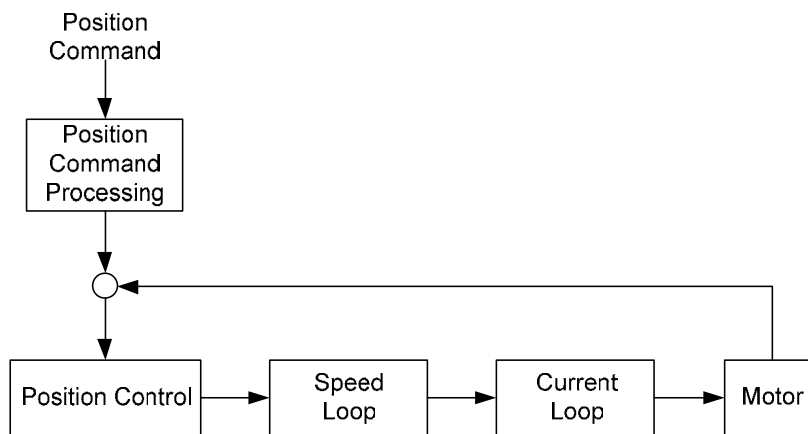 Position
Command
Position
Command
Processing
Position Control
Speed
Loop
Current
Loop
Motor